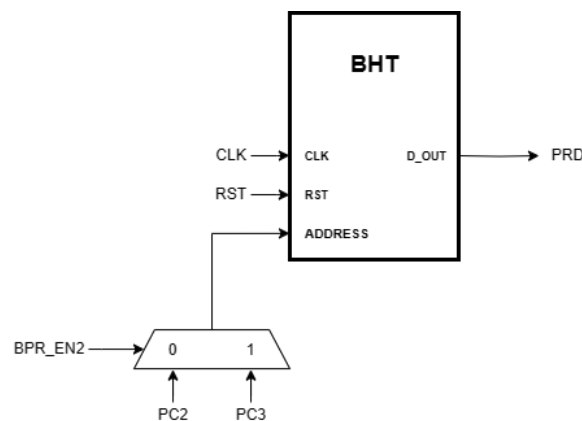 BHT
CLK CLK D_OUT PRD
RST RST
ADDRESS
BPR_EN2 0 1
PC2 PC3